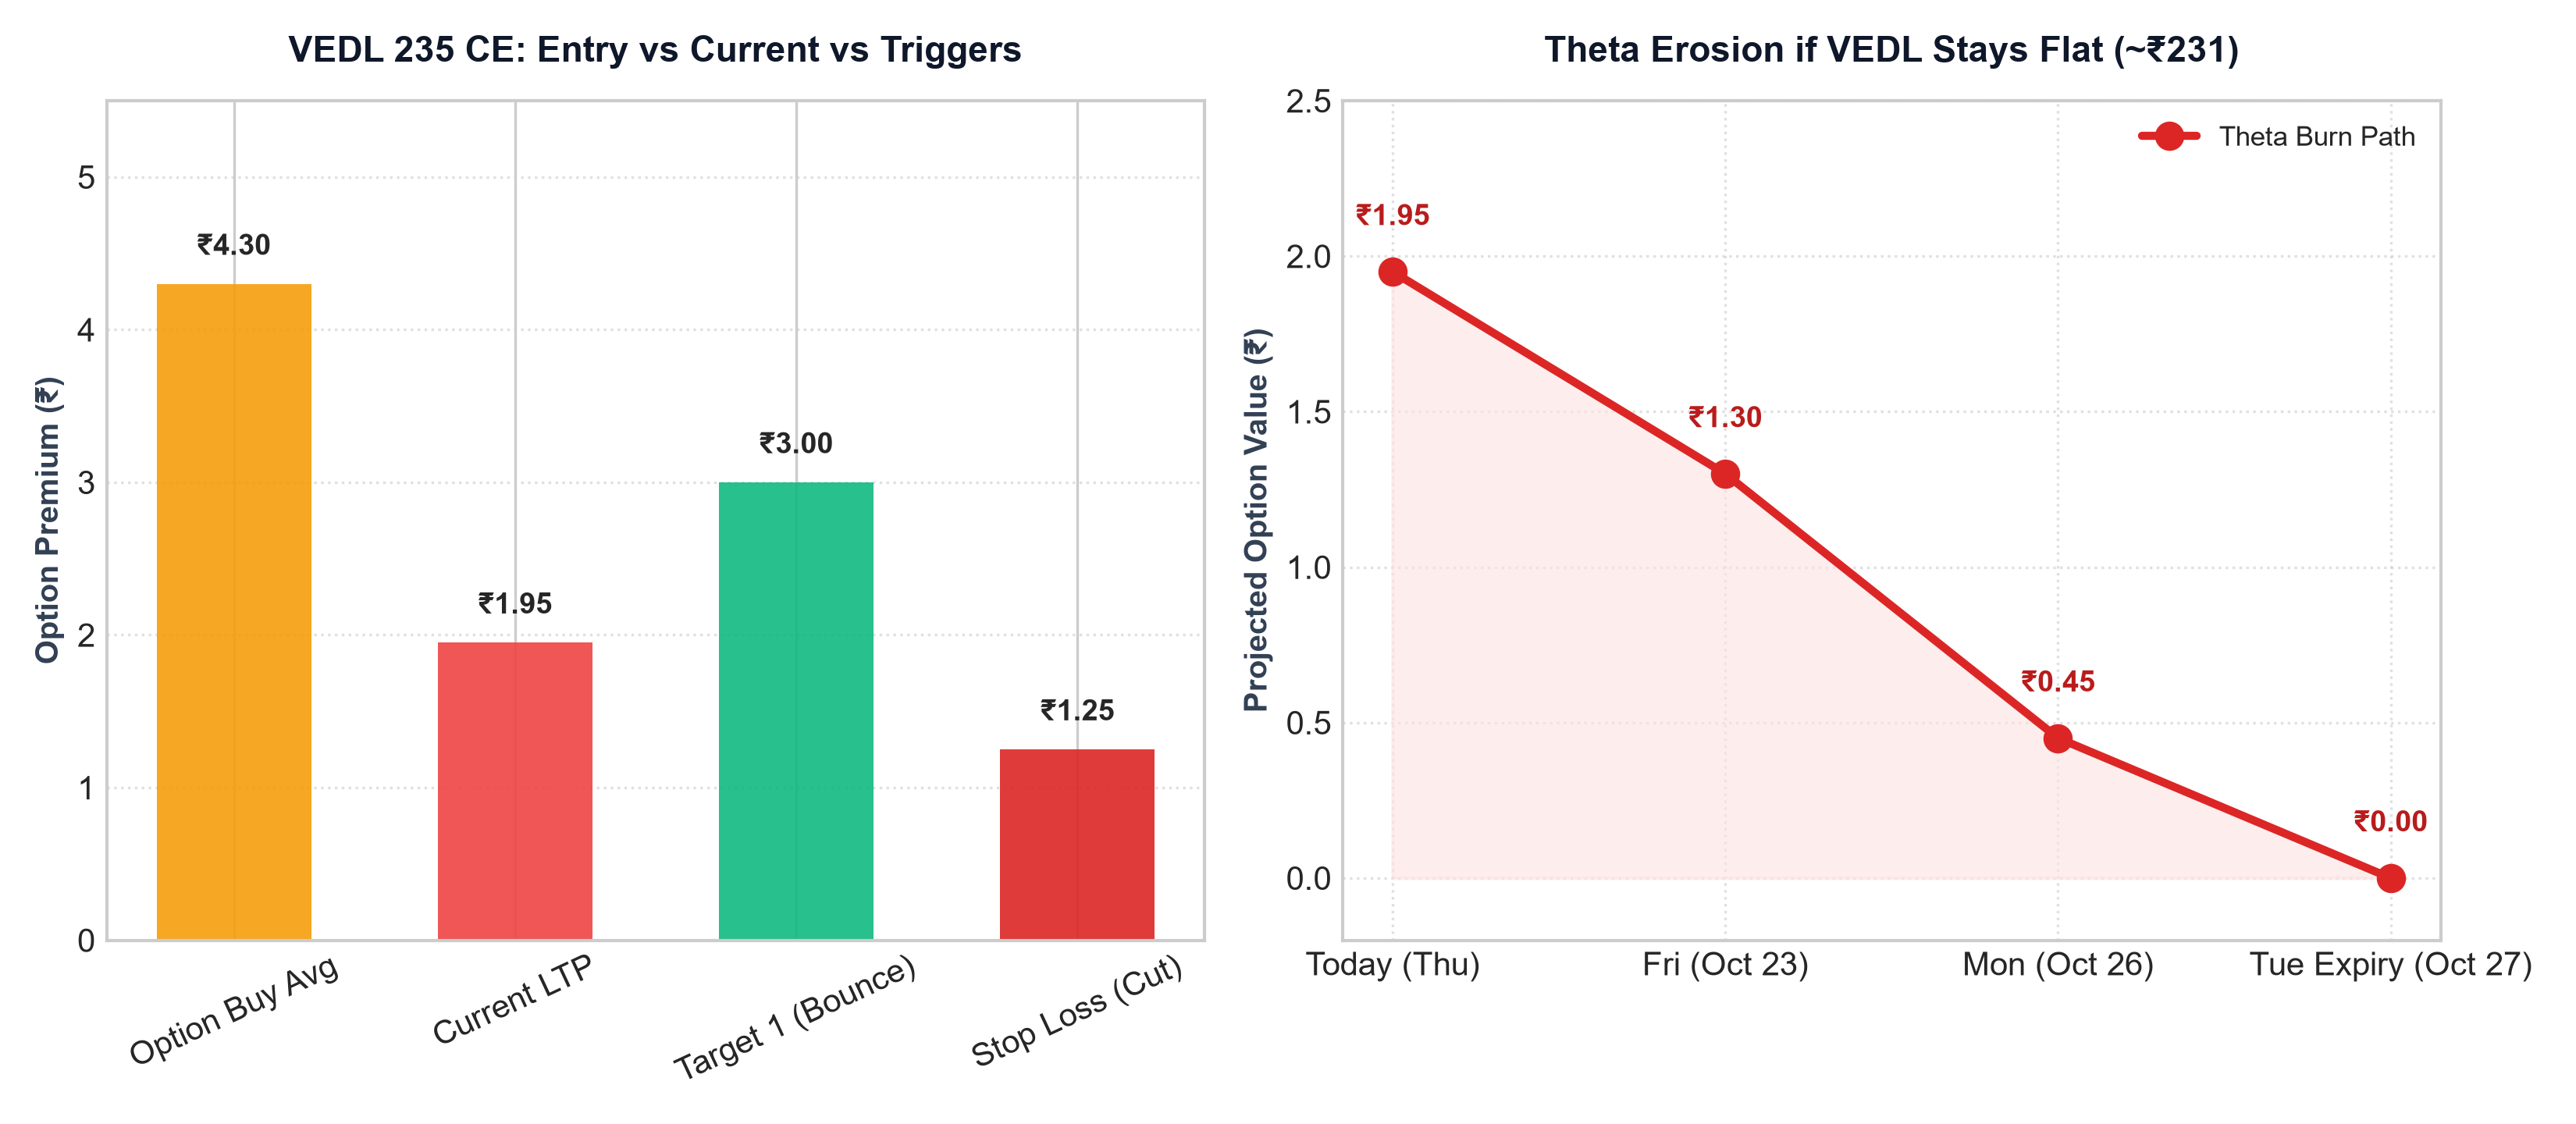 VEDL 235 CE: Entry vs Current vs Triggers
Option Premium (₹)
5
4
3
2
1
0
₹4.30
₹1.95
₹3.00
₹1.25
Option Buy Avg
Current LTP
Target 1 (Bounce)
Stop Loss (Cut)
Theta Erosion if VEDL Stays Flat (~₹231)
Projected Option Value (₹)
2.5
2.0
1.5
1.0
0.5
0.0
Theta Burn Path
₹1.95
₹1.30
₹0.45
₹0.00
Today (Thu)
Fri (Oct 23)
Mon (Oct 26)
Tue Expiry (Oct 27)